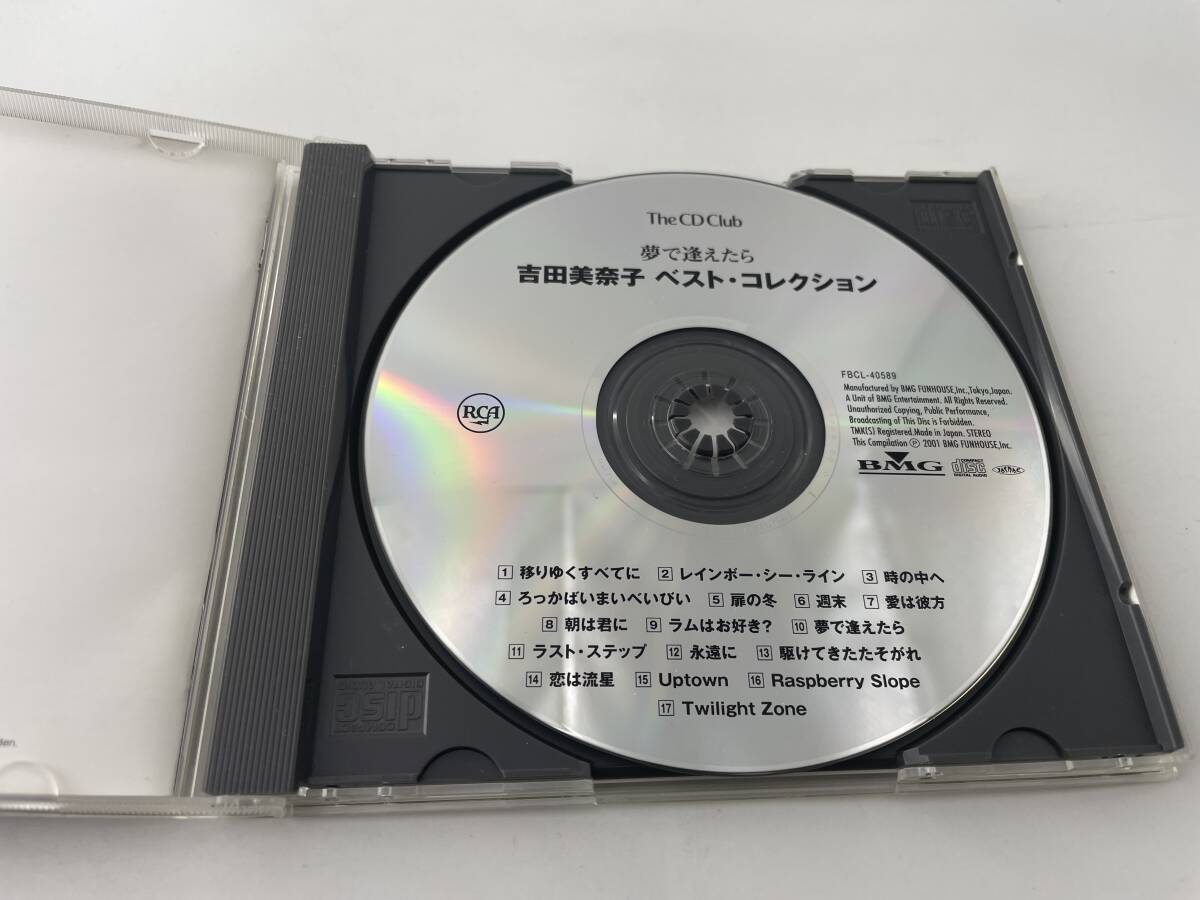 The CD Club
夢で逢えたら
吉田美奈子 ベスト・コレクション
RCA
FBCL-40589
Manufactured by BMG FUNHOUSE,Inc.,Tokyo,Japan.
A Unit of BMG Entertainment. All Rights Reserved.
Unauthorized Copying, Public Performance,
Broadcasting of This Disc is Forbidden.
TMK(S) Registered.Made in Japan. STEREO
This Compilation Ⓟ 2001 BMG FUNHOUSE,Inc.
BMG
COMPACT disc DIGITAL AUDIO
JASRAC
1 移りゆくすべてに 2 レインボー・シー・ライン 3 時の中へ
4 ろっかばいまいべいびい 5 扉の冬 6 週末 7 愛は彼方
8 朝は君に 9 ラムはお好き? 10 夢で逢えたら
11 ラスト・ステップ 12 永遠に 13 駆けてきたたそがれ
14 恋は流星 15 Uptown 16 Raspberry Slope
17 Twilight Zone
COMPACT
disc
DIGITAL AUDIO